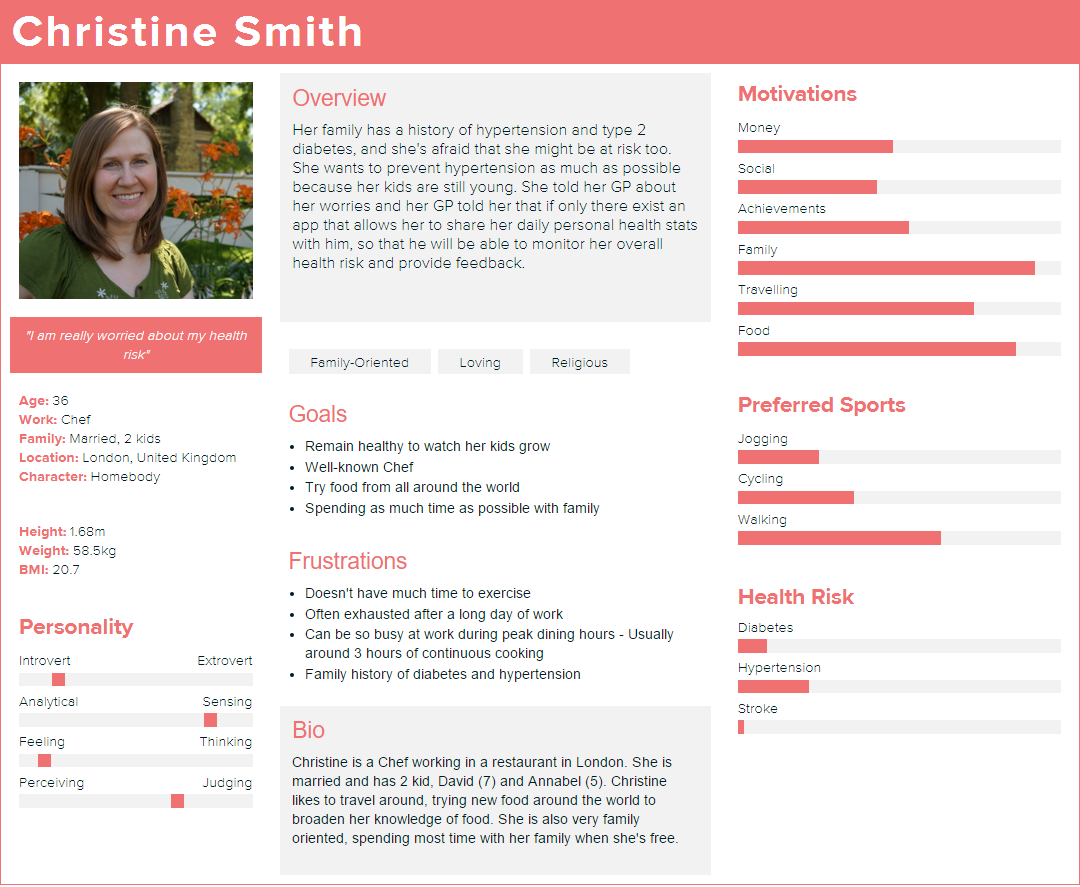 Christine Smith
"I am really worried about my health
risk"
Age: 36
Work: Chef
Family: Married, 2 kids
Location: London, United Kingdom
Character: Homebody
Height: 1.68m
Weight: 58.5kg
BMI: 20.7
Personality
Introvert Extrovert
Analytical Sensing
Feeling Thinking
Perceiving Judging
Overview
Her family has a history of hypertension and type 2
diabetes, and she's afraid that she might be at risk too.
She wants to prevent hypertension as much as possible
because her kids are still young. She told her GP about
her worries and her GP told her that if only there exist an
app that allows her to share her daily personal health stats
with him, so that he will be able to monitor her overall
health risk and provide feedback.
Family-Oriented Loving Religious
Goals
• Remain healthy to watch her kids grow
• Well-known Chef
• Try food from all around the world
• Spending as much time as possible with family
Frustrations
• Doesn't have much time to exercise
• Often exhausted after a long day of work
• Can be so busy at work during peak dining hours - Usually
around 3 hours of continuous cooking
• Family history of diabetes and hypertension
Bio
Christine is a Chef working in a restaurant in London. She is
married and has 2 kid, David (7) and Annabel (5). Christine
likes to travel around, trying new food around the world to
broaden her knowledge of food. She is also very family
oriented, spending most time with her family when she's free.
Motivations
Money
Social
Achievements
Family
Travelling
Food
Preferred Sports
Jogging
Cycling
Walking
Health Risk
Diabetes
Hypertension
Stroke